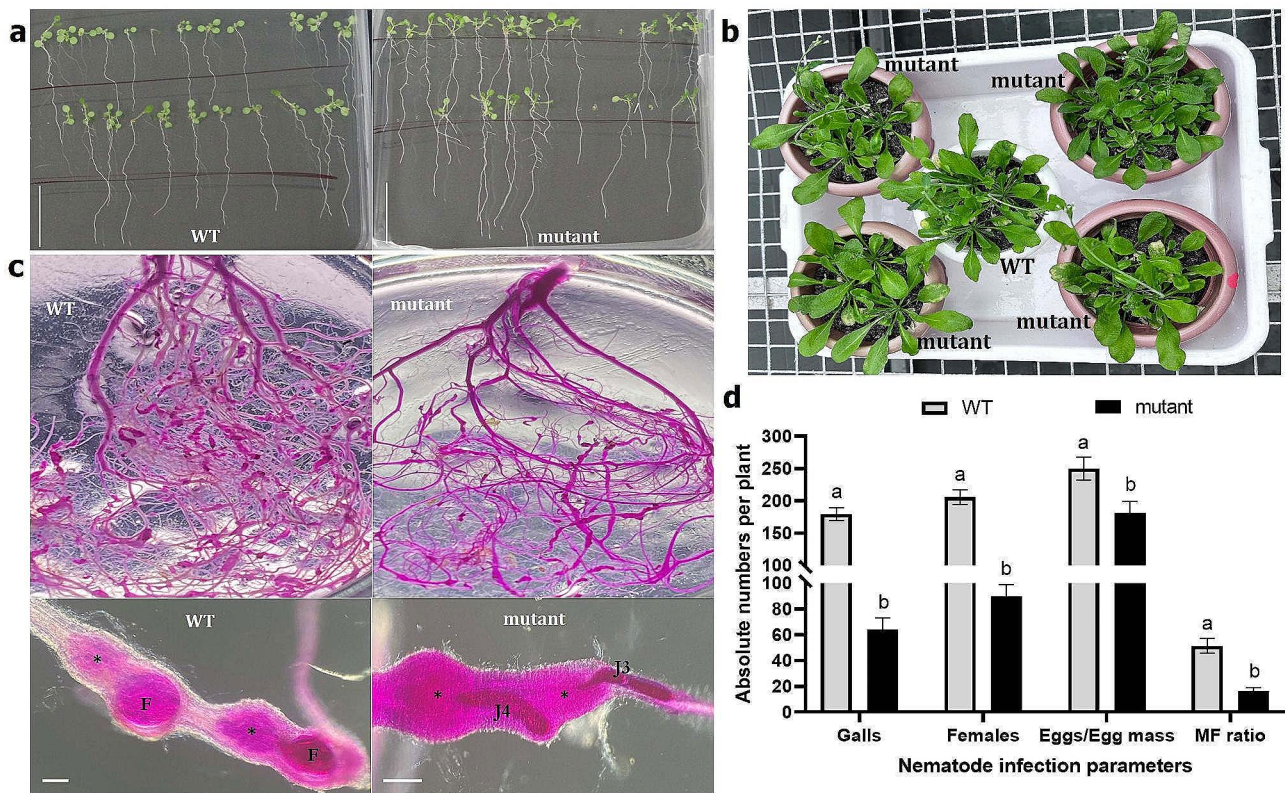 a
WT
mutant
b
mutant
mutant
WT
mutant
mutant
c
WT
mutant
WT
*
F
*
F
mutant
J3
*
*
J4
d
WT
mutant
Absolute numbers per plant
300
250
200
150
100
100
80
60
40
20
0
a
b
a
b
a
b
a
b
Galls
Females
Eggs/Egg mass
MF ratio
Nematode infection parameters